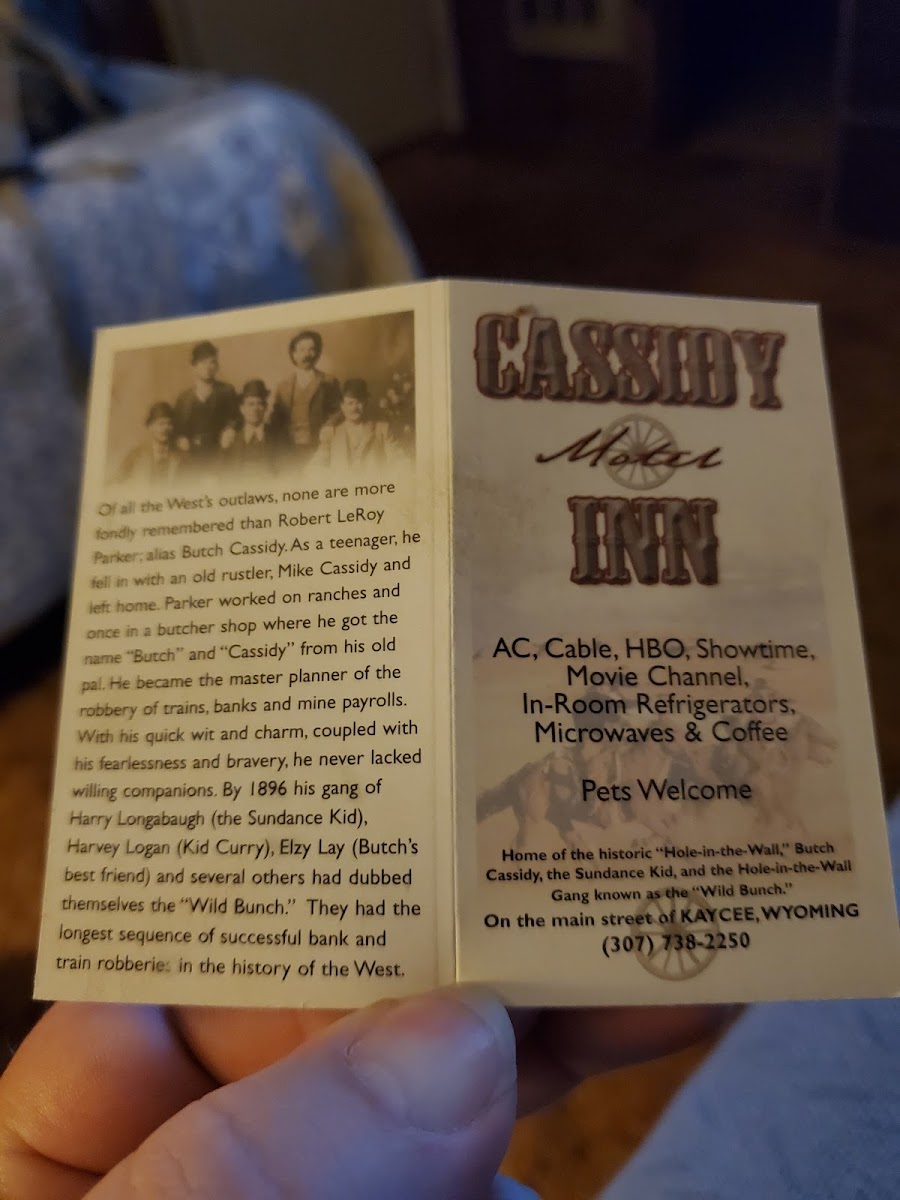 Of all the West's outlaws, none are more
fondly remembered than Robert LeRoy
Parker, alias Butch Cassidy. As a teenager, he
fell in with an old rustler, Mike Cassidy and
left home. Parker worked on ranches and
once in a butcher shop where he got the
name "Butch" and "Cassidy" from his old
pal. He became the master planner of the
robbery of trains, banks and mine payrolls.
With his quick wit and charm, coupled with
his fearlessness and bravery, he never lacked
willing companions. By 1896 his gang of
Harry Longabaugh (the Sundance Kid),
Harvey Logan (Kid Curry), Elzy Lay (Butch's
best friend) and several others had dubbed
themselves the "Wild Bunch." They had the
longest sequence of successful bank and
train robberies in the history of the West.
CASSIDY
Motel
INN
AC, Cable, HBO, Showtime,
Movie Channel,
In-Room Refrigerators,
Microwaves & Coffee
Pets Welcome
Home of the historic "Hole-in-the-Wall," Butch
Cassidy, the Sundance Kid, and the Hole-in-the-Wall
Gang known as the "Wild Bunch."
On the main street of KAYCEE, WYOMING
(307) 738-2250